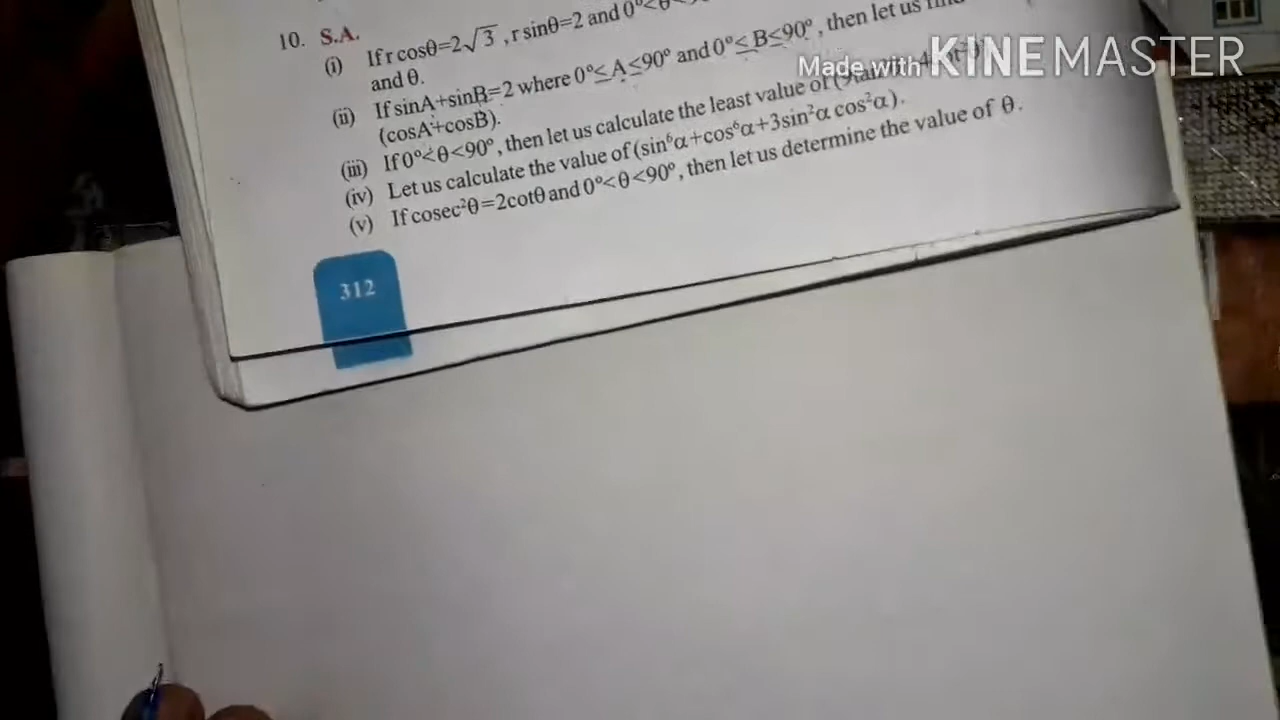 10. S.A.
(i) If r cosθ=2√3 , r sinθ=2 and 0°<θ<
and θ.
(ii) If sinA+sinB=2 where 0°≤A≤90° and 0°≤B≤90° , then let us find
(cosA+cosB).
(iii) If 0°<θ<90° , then let us calculate the least value of (9tan²θ+4cot²θ)
(iv) Let us calculate the value of (sin⁶α+cos⁶α+3sin²α cos²α).
(v) If cosec²θ=2cotθ and 0°<θ<90° , then let us determine the value of θ.
312
Made with KINEMASTER